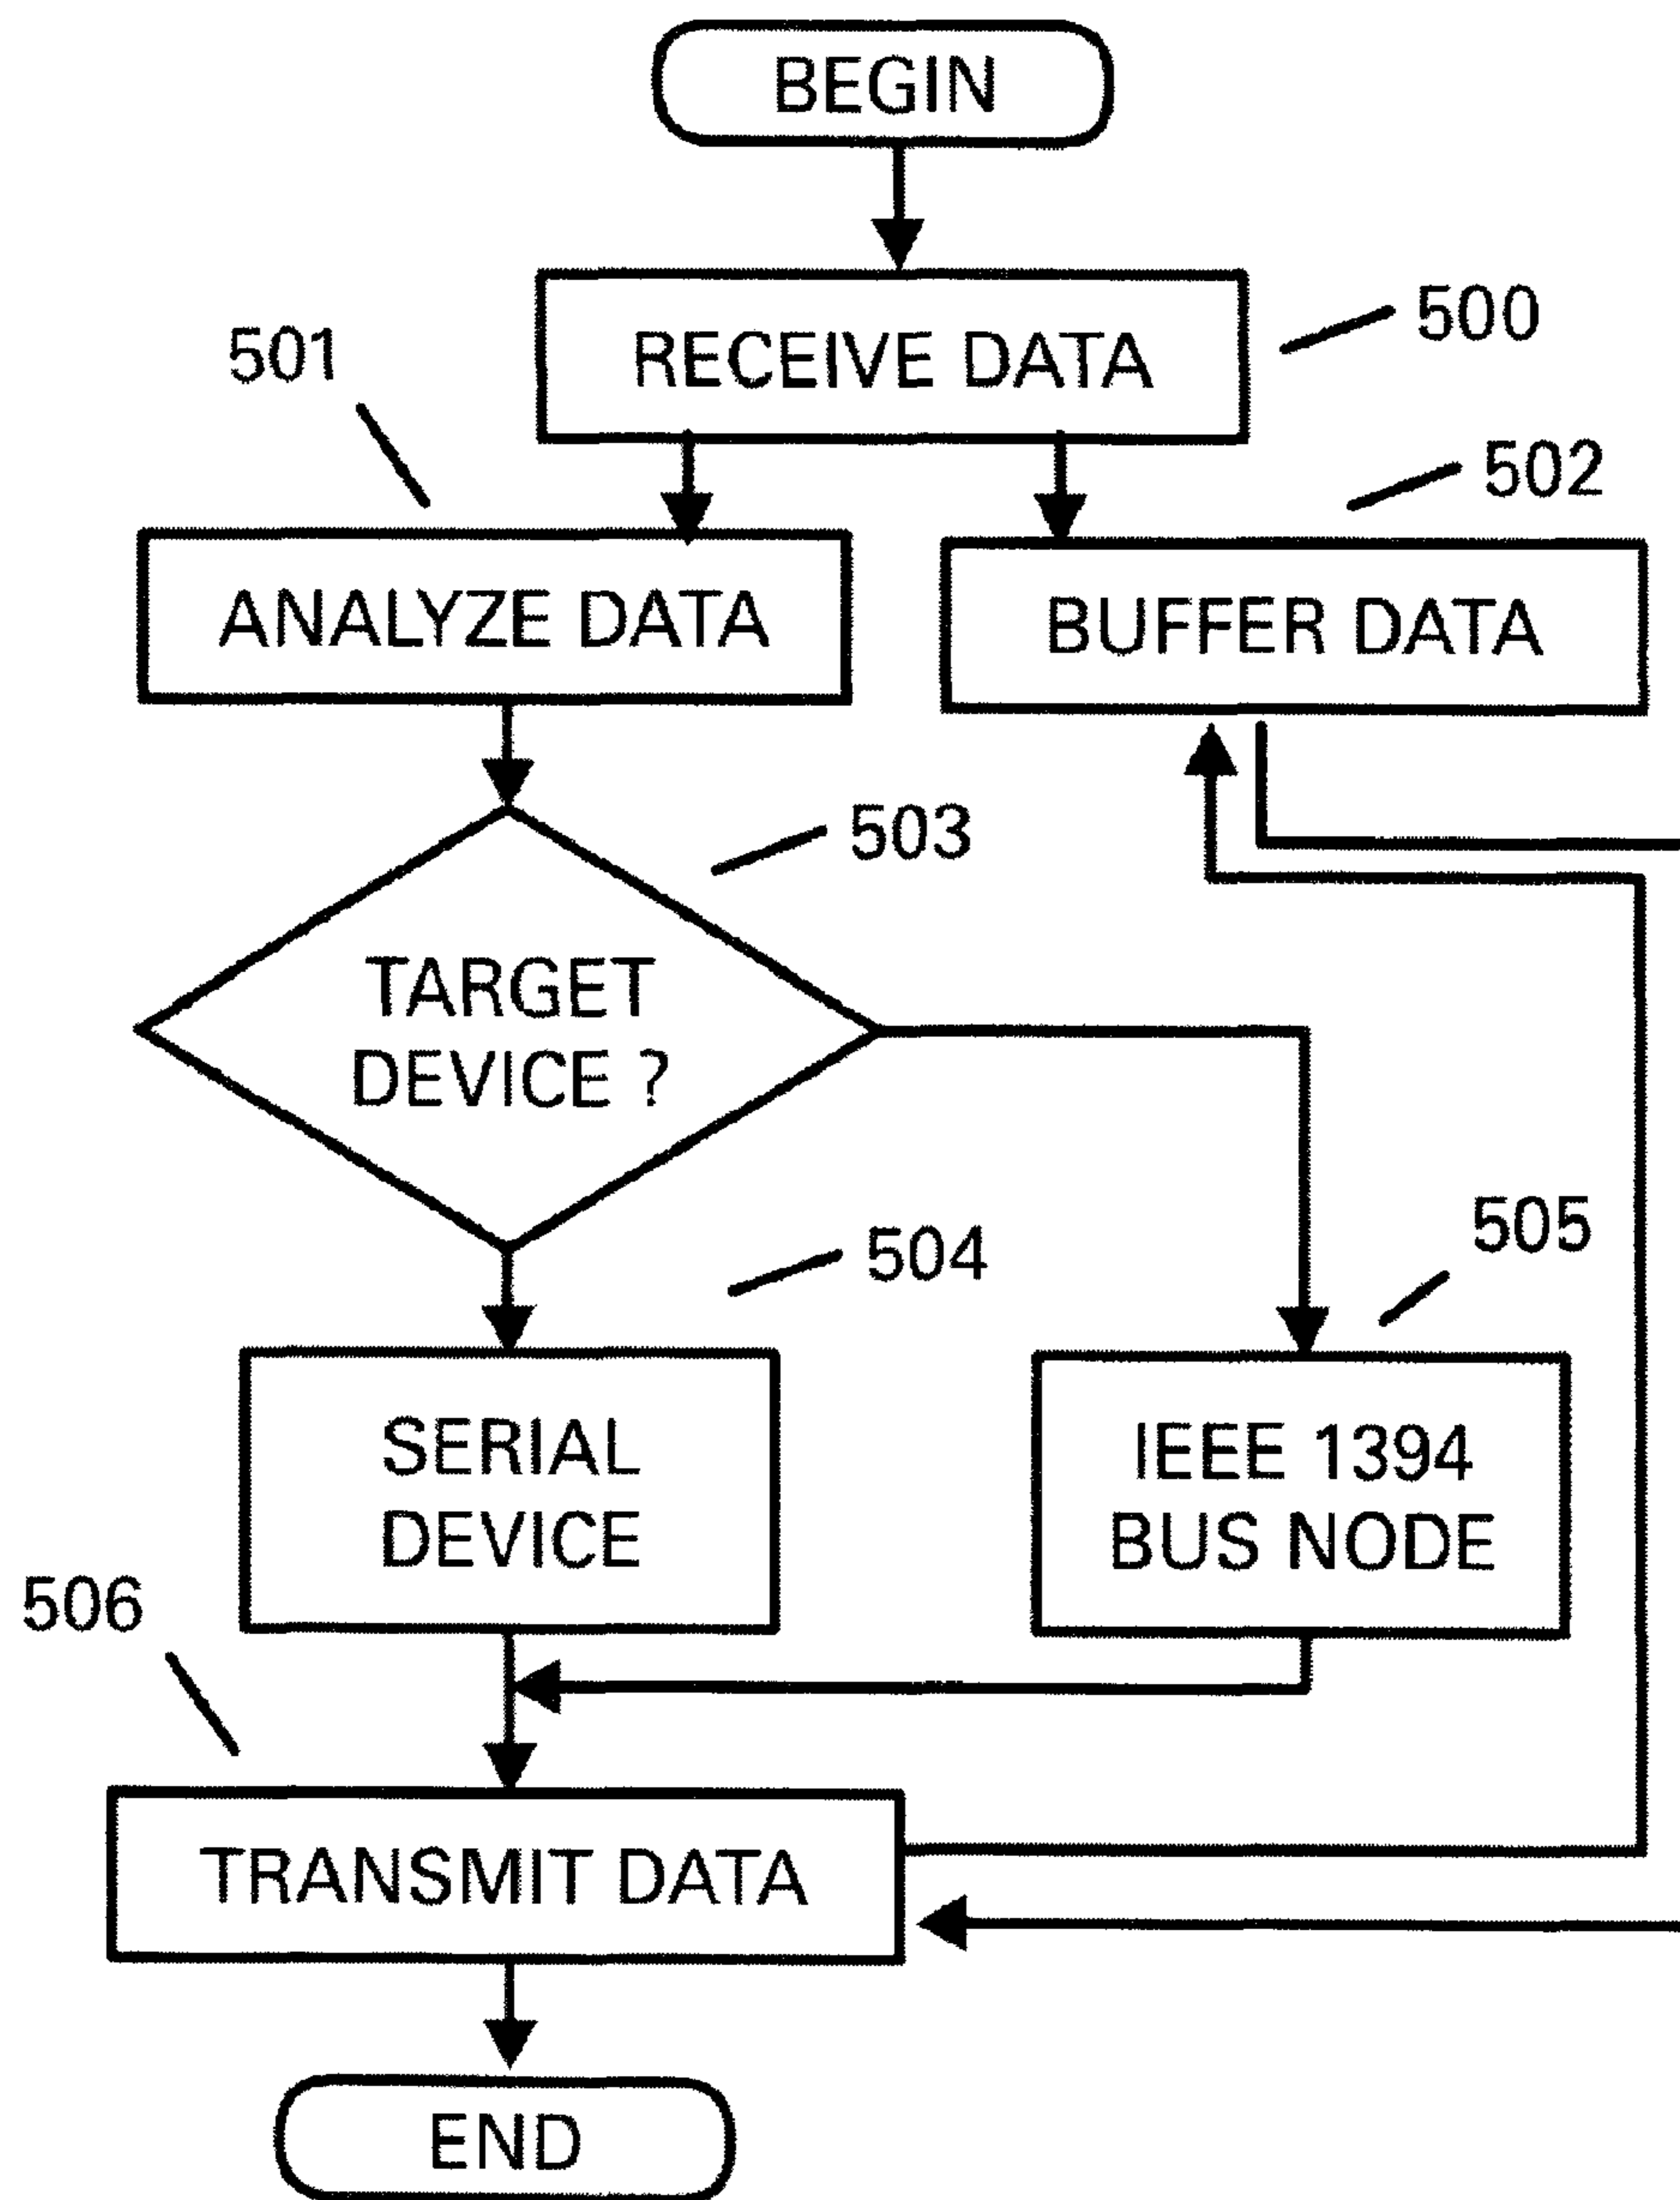 BEGIN
500
RECEIVE DATA
501
502
ANALYZE DATA
BUFFER DATA
503
TARGET
DEVICE ?
504
505
SERIAL
DEVICE
IEEE 1394
BUS NODE
506
TRANSMIT DATA
END